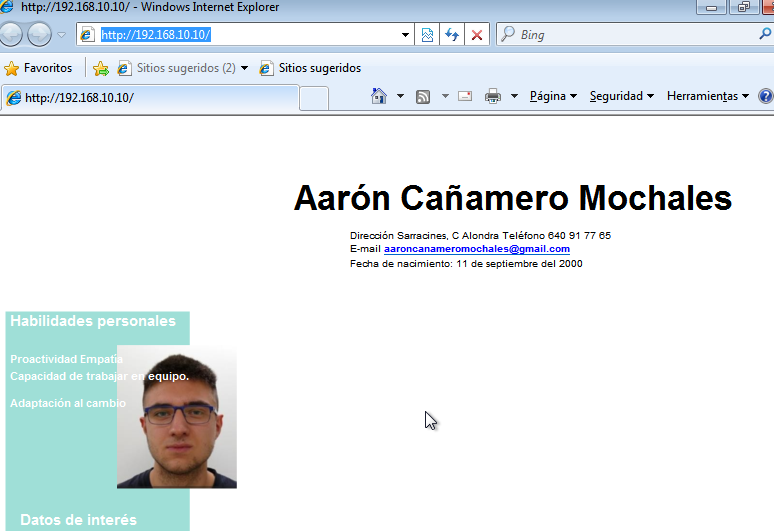 http://192.168.10.10/ - Windows Internet Explorer
http://192.168.10.10/
Bing
Favoritos
Sitios sugeridos (2)
Sitios sugeridos
http://192.168.10.10/
Página
Seguridad
Herramientas
Aarón Cañamero Mochales
Dirección Sarracines, C Alondra Teléfono 640 91 77 65
E-mail aaroncanameromochales@gmail.com
Fecha de nacimiento: 11 de septiembre del 2000
Habilidades personales
Proactividad Empatía
Capacidad de trabajar en equipo.
Adaptación al cambio
Datos de interés